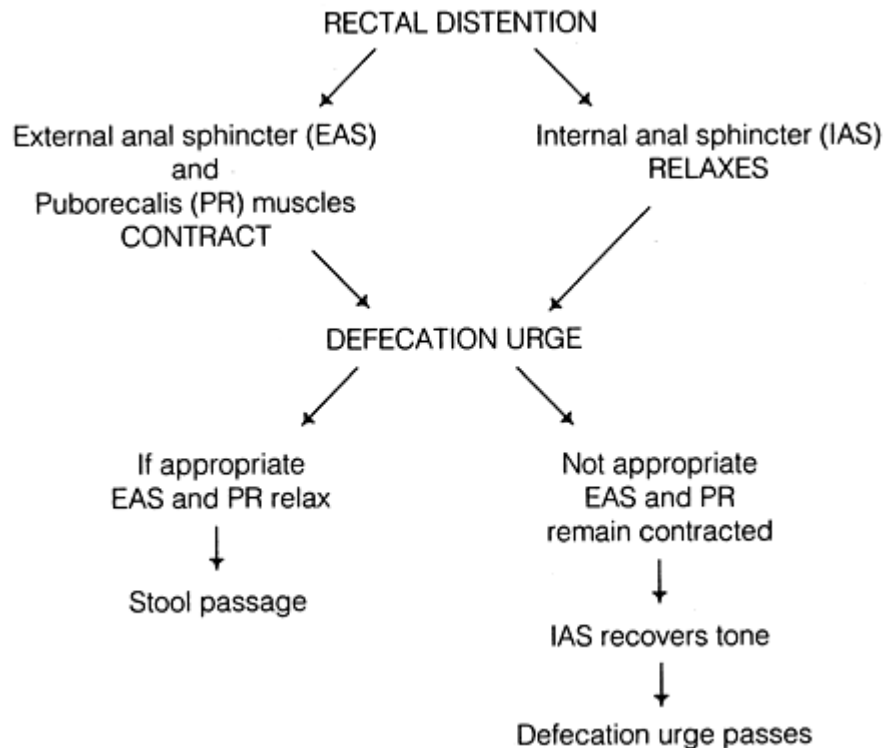 RECTAL DISTENTION
External anal sphincter (EAS)
and
Puborecalis (PR) muscles
CONTRACT
Internal anal sphincter (IAS)
RELAXES
DEFECATION URGE
If appropriate
EAS and PR relax
Stool passage
Not appropriate
EAS and PR
remain contracted
IAS recovers tone
Defecation urge passes